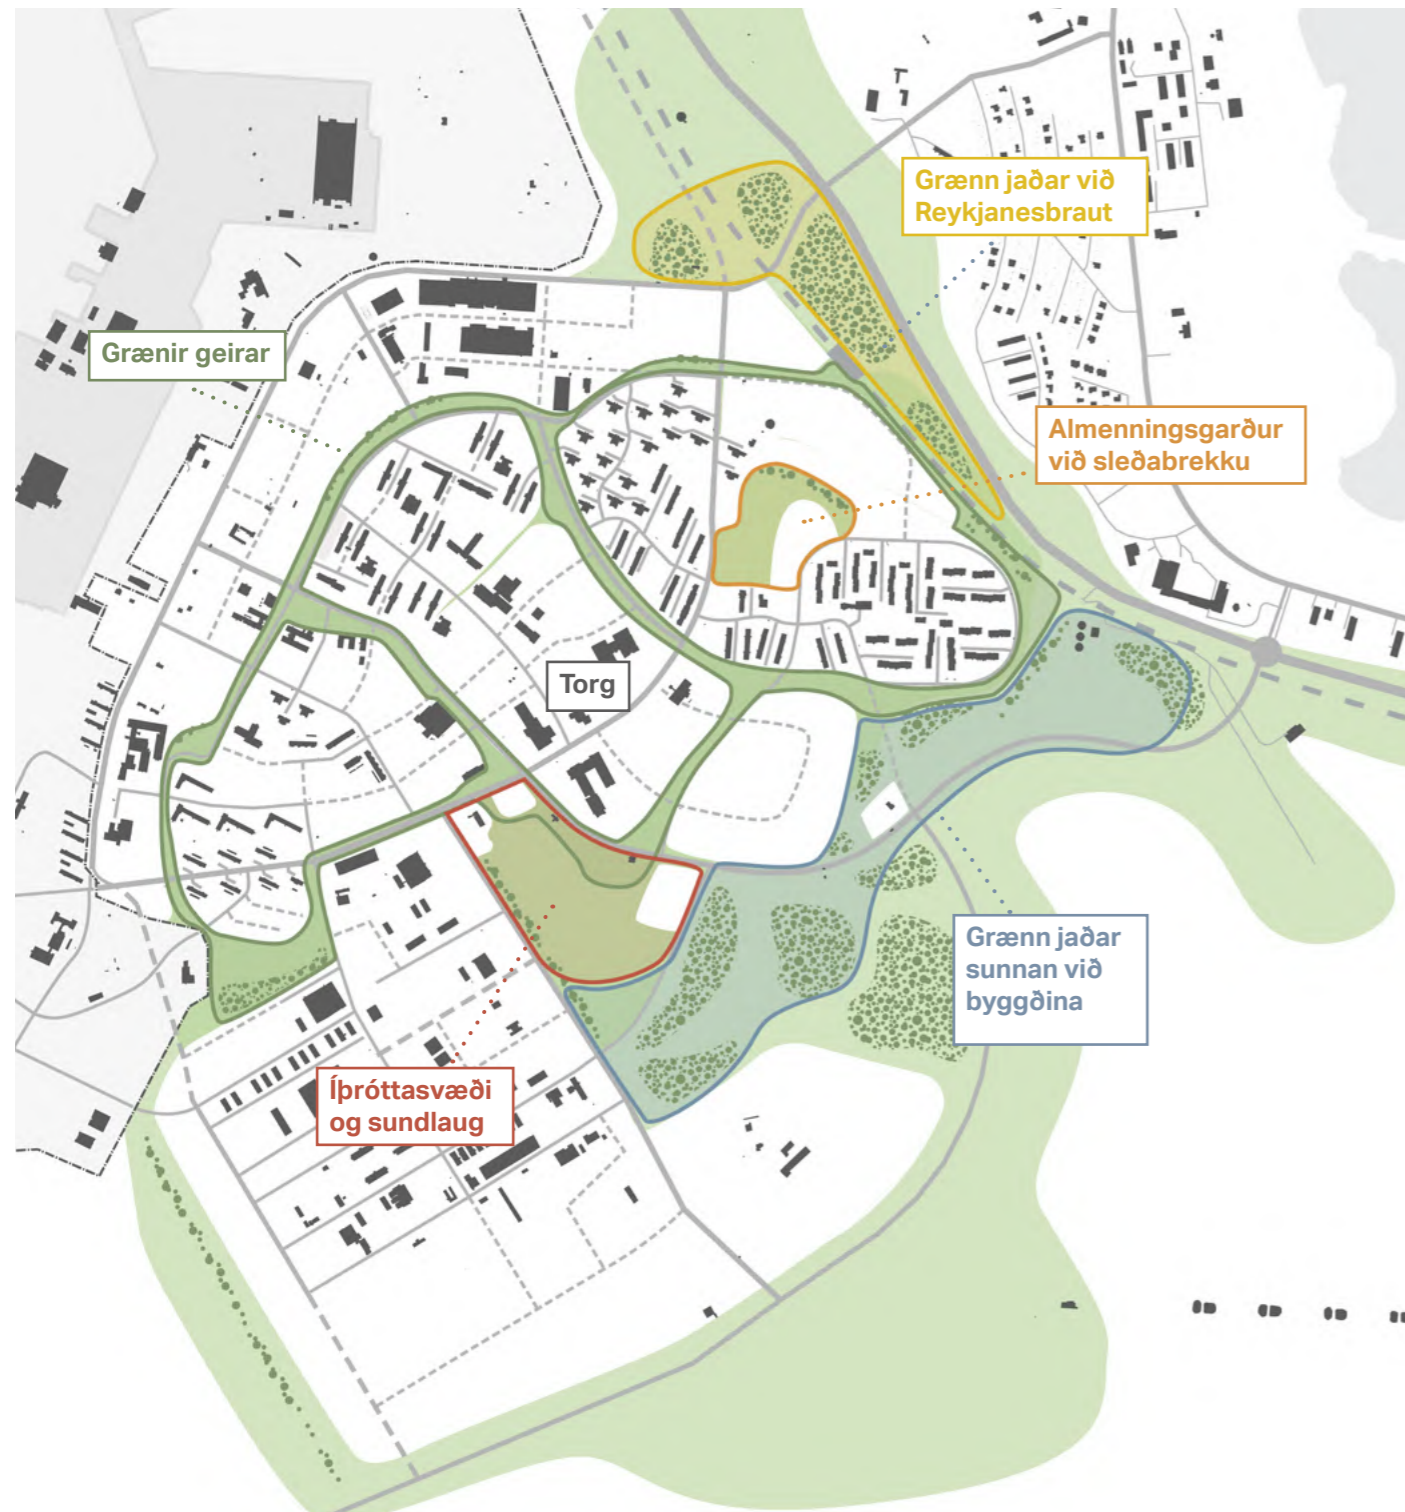 Grænn jaðar við
Reykjanesbraut
Grænir geirar
Almenningsgarður
við sleðabrekku
Torg
Grænn jaðar
sunnan við
byggðina
Íþróttasvæði
og sundlaug